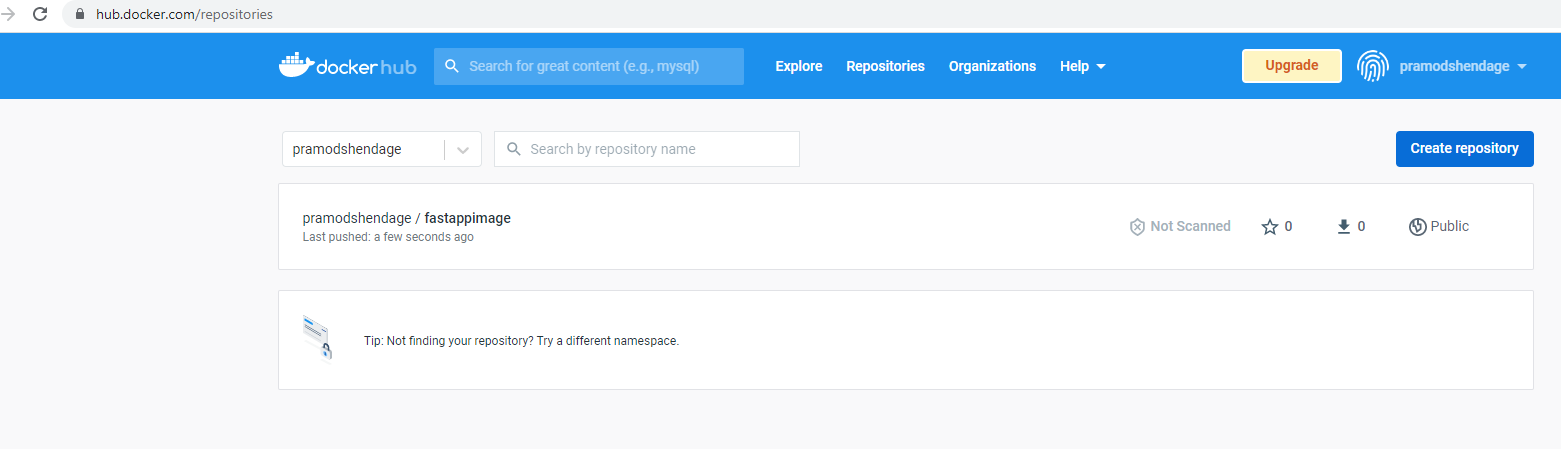 hub.docker.com/repositories
docker hub
Search for great content (e.g., mysql)
Explore
Repositories
Organizations
Help
Upgrade
pramodshendage
pramodshendage
Search by repository name
Create repository
pramodshendage / fastappimage
Last pushed: a few seconds ago
Not Scanned
0
0
Public
Tip: Not finding your repository? Try a different namespace.